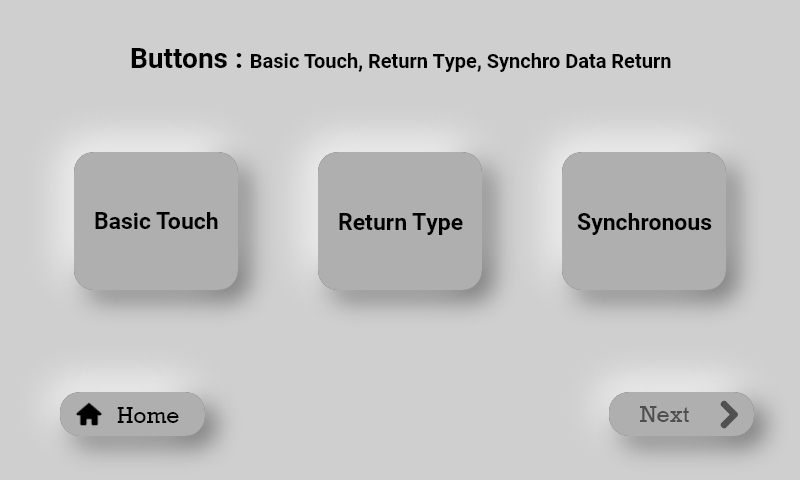 Buttons : Basic Touch, Return Type, Synchro Data Return
Basic Touch
Return Type
Synchronous
Home
Next